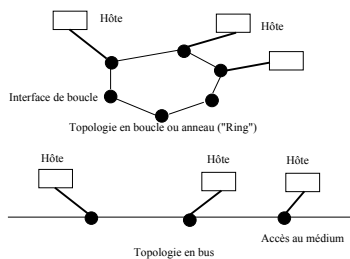 Hôte
Hôte
Interface de boucle
Topologie en boucle ou anneau ("Ring")
Hôte
Hôte
Hôte
Accès au médium
Topologie en bus